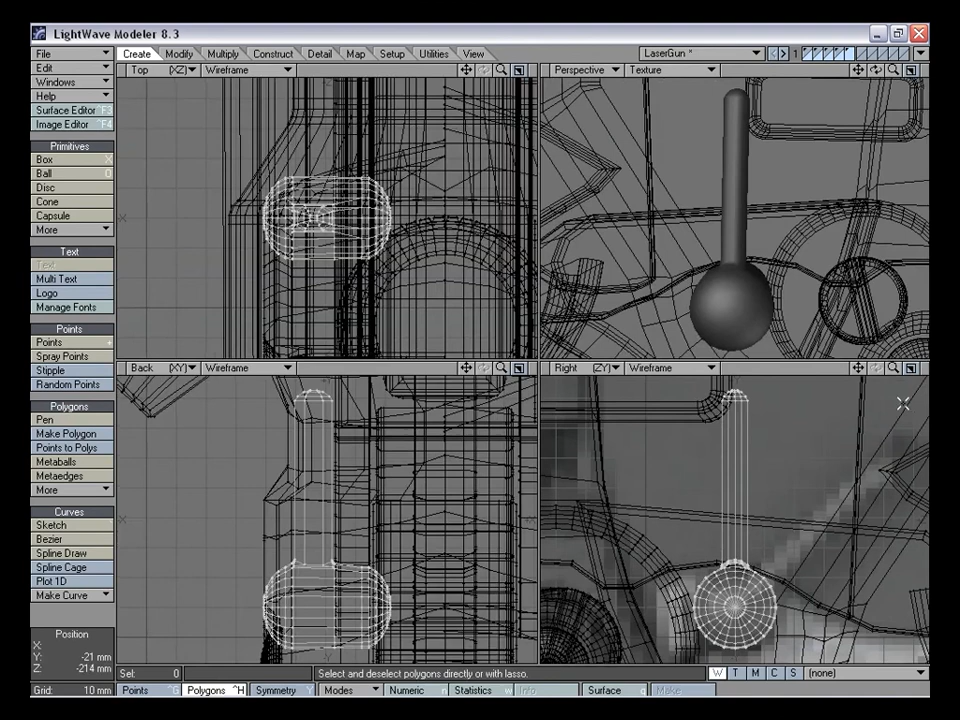 LightWave Modeler 8.3
File
Create Modify Multiply Construct Detail Map Setup Utilities View
LaserGun * 1
Edit
Windows
Help
Surface Editor F3
Image Editor F4
Top (XZ) Wireframe
Perspective Texture
Primitives
Box X
Ball O
Disc
Cone
Capsule
More
Text
Text
Multi Text
Logo
Manage Fonts
Points
Points +
Spray Points
Stipple
Random Points
Polygons
Pen
Make Polygon
Points to Polys
Metaballs
Metaedges
More
Curves
Sketch
Bezier
Spline Draw
Spline Cage
Plot 1D
Make Curve
Back (XY) Wireframe
Right (ZY) Wireframe
Position
X:
Y: -21 mm
Z: -214 mm
Grid: 10 mm
Sel: 0
Select and deselect polygons directly or with lasso.
W T M C S (none)
Points ^G Polygons ^H Symmetry Y Modes Numeric n Statistics w Info i Surface q Make